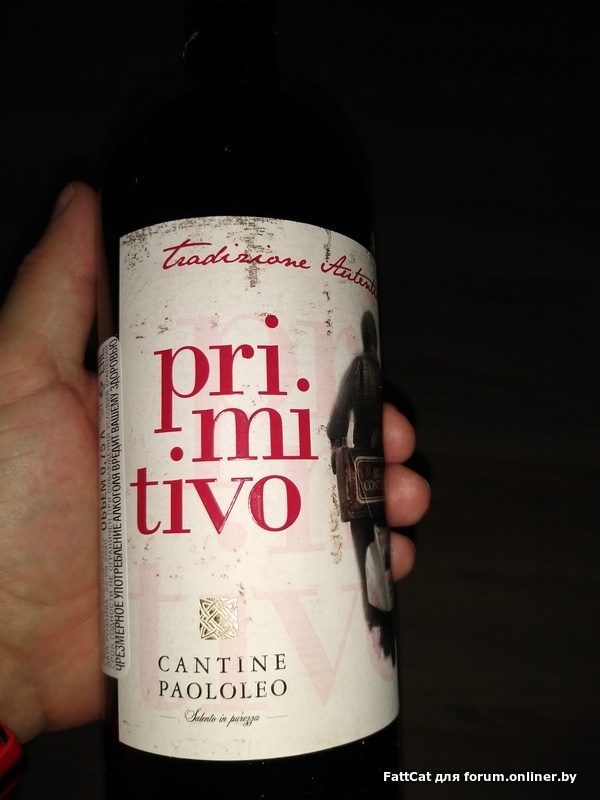 tradizione
pri.
.mi
.tivo
CANTINE
PAOLOLEO
Salento in purezza
ЧРЕЗМЕРНОЕ УПОТРЕБЛЕНИЕ АЛКОГОЛЯ ВРЕДИТ ВАШЕМУ ЗДОРОВЬЮ
FattCat для forum.onliner.by